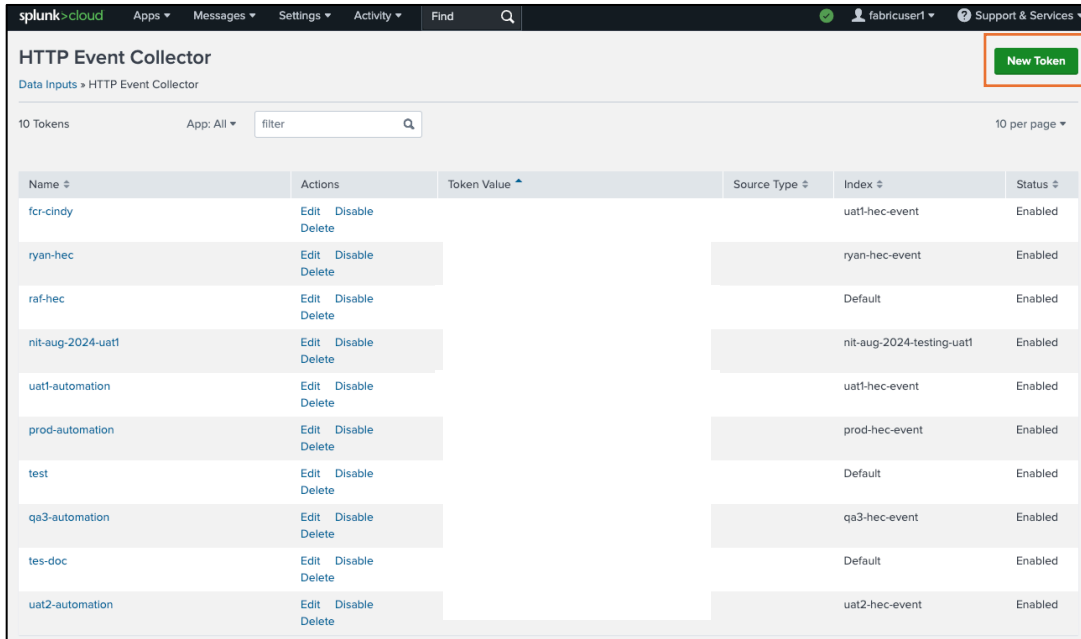 splunk>cloud Apps Messages Settings Activity Find fabricuser1 Support & Services
HTTP Event Collector
New Token
Data Inputs » HTTP Event Collector
10 Tokens App: All filter 10 per page
Name Actions Token Value Source Type Index Status
fcr-cindy Edit Disable uat1-hec-event Enabled
Delete
ryan-hec Edit Disable ryan-hec-event Enabled
Delete
raf-hec Edit Disable Default Enabled
Delete
nit-aug-2024-uat1 Edit Disable nit-aug-2024-testing-uat1 Enabled
Delete
uat1-automation Edit Disable uat1-hec-event Enabled
Delete
prod-automation Edit Disable prod-hec-event Enabled
Delete
test Edit Disable Default Enabled
Delete
qa3-automation Edit Disable qa3-hec-event Enabled
Delete
tes-doc Edit Disable Default Enabled
Delete
uat2-automation Edit Disable uat2-hec-event Enabled
Delete